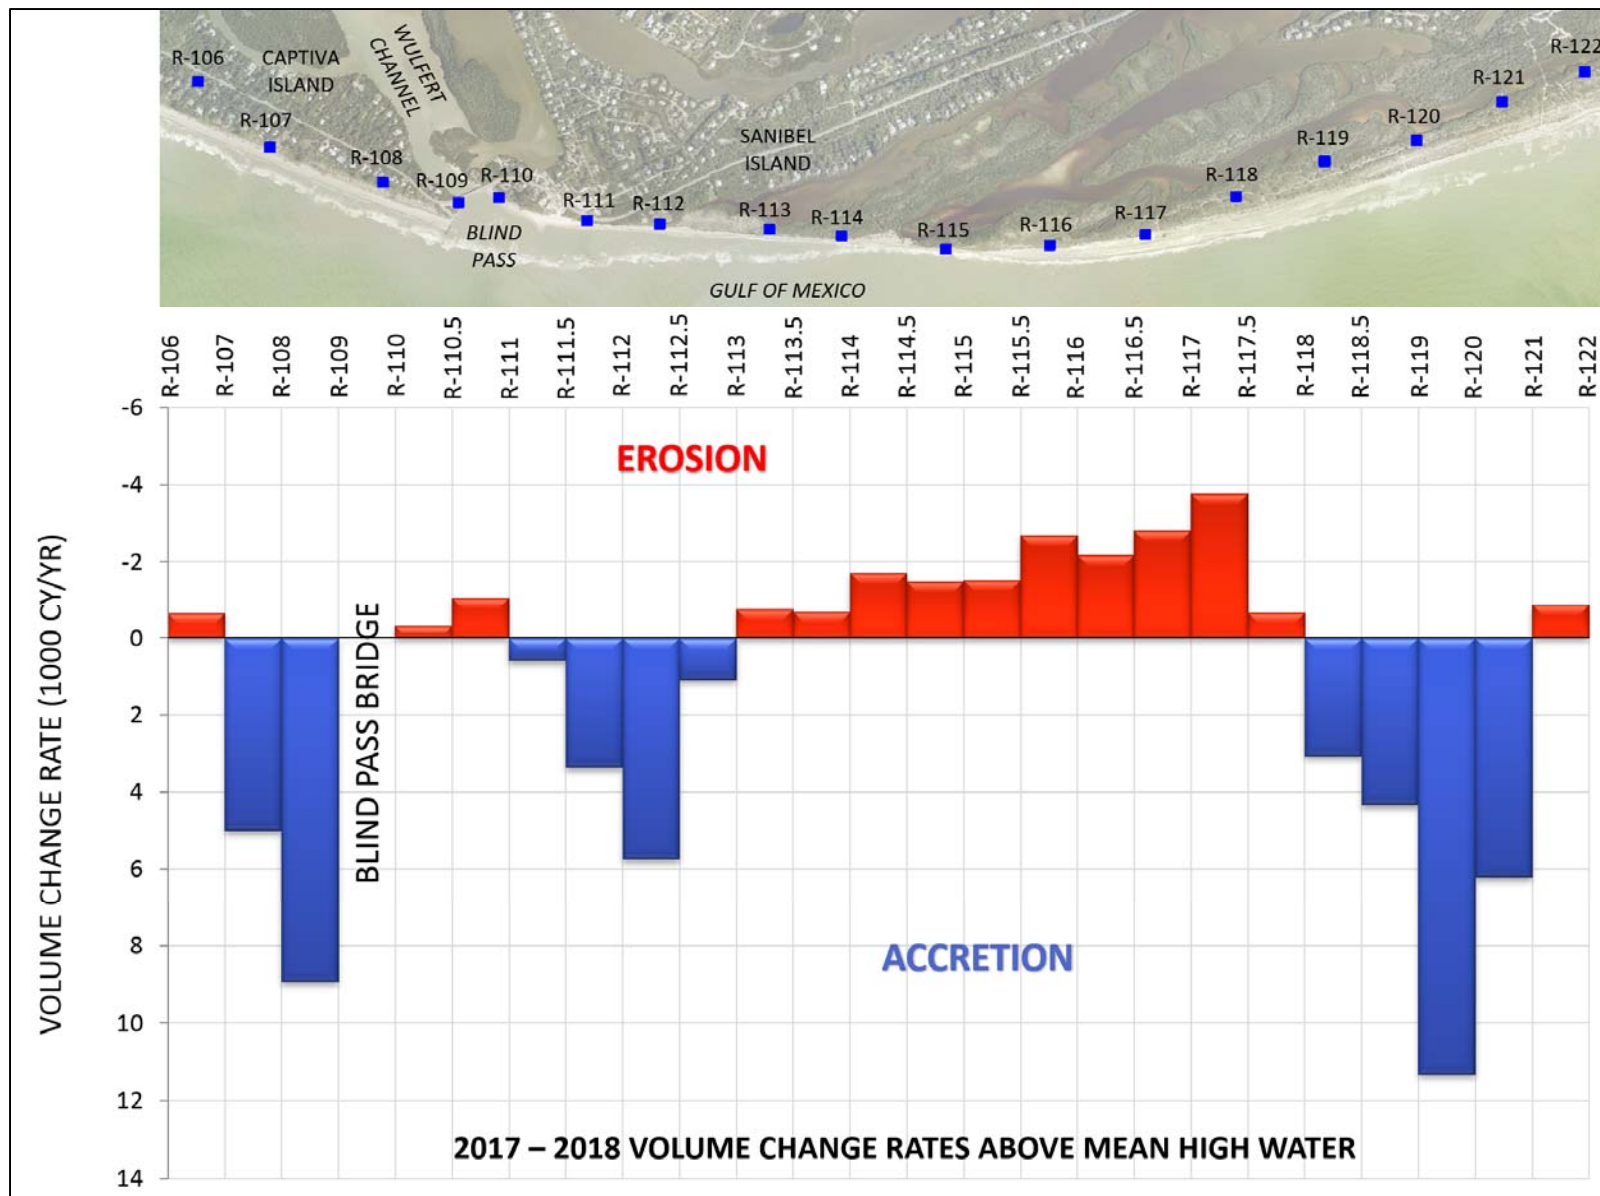 R-106
CAPTIVA
ISLAND
WULFERT
CHANNEL
R-107
R-108
R-109
R-110
BLIND
PASS
R-111
R-112
SANIBEL
ISLAND
R-113
R-114
R-115
R-116
R-117
R-118
R-119
R-120
R-121
R-122
GULF OF MEXICO
R-106
R-107
R-108
R-109
R-110
R-110.5
R-111
R-111.5
R-112
R-112.5
R-113
R-113.5
R-114
R-114.5
R-115
R-115.5
R-116
R-116.5
R-117
R-117.5
R-118
R-118.5
R-119
R-120
R-121
R-122
VOLUME CHANGE RATE (1000 CY/YR)
-6
-4
-2
0
2
4
6
8
10
12
14
EROSION
BLIND PASS BRIDGE
ACCRETION
2017 – 2018 VOLUME CHANGE RATES ABOVE MEAN HIGH WATER